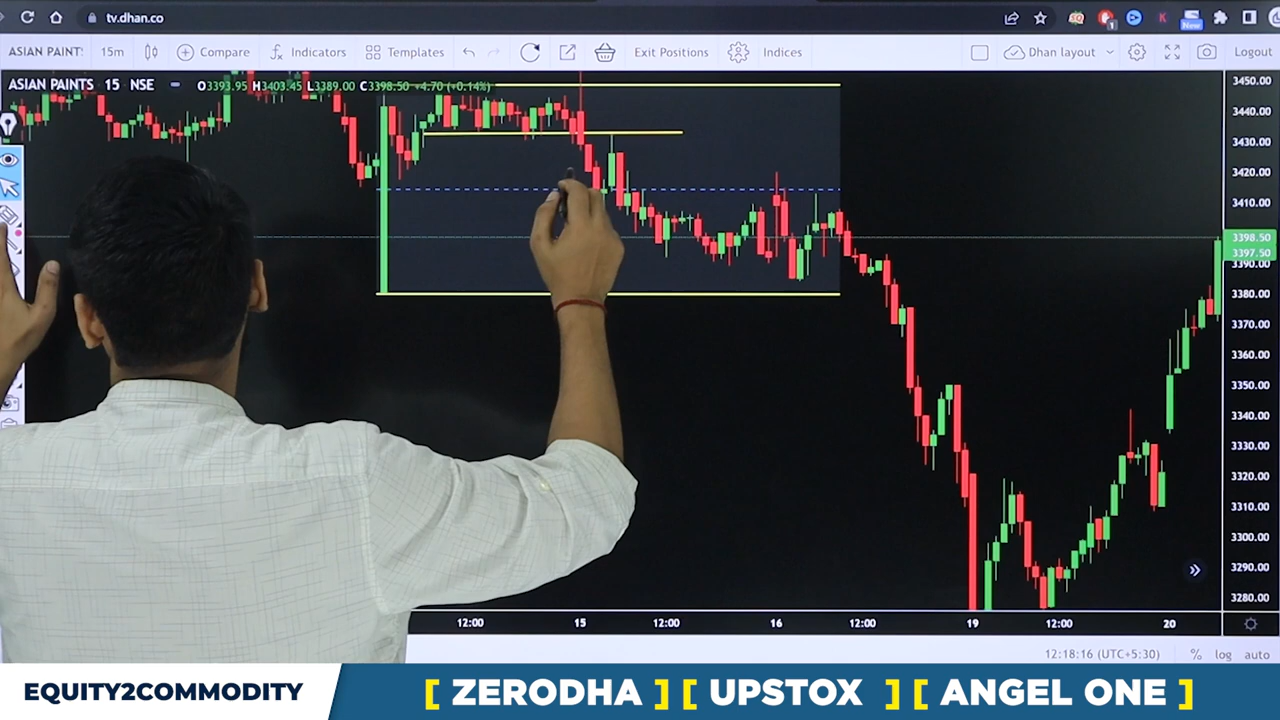 tv.dhan.co
New
1
ASIAN PAINT 15m Compare Indicators Templates Exit Positions Indices Dhan layout Logout
ASIAN PAINTS 15 NSE O3393.95 H3403.45 L3389.00 C3398.50 +4.70 (+0.14%)
3450.00
3440.00
3430.00
3420.00
3410.00
3398.50
3397.50
3390.00
3380.00
3370.00
3360.00
3350.00
3340.00
3330.00
3320.00
3310.00
3300.00
3290.00
3280.00
12:00 15 12:00 16 12:00 19 12:00 20
12:18:16 (UTC+5:30) % log auto
EQUITY2COMMODITY [ ZERODHA ] [ UPSTOX ] [ ANGEL ONE ]